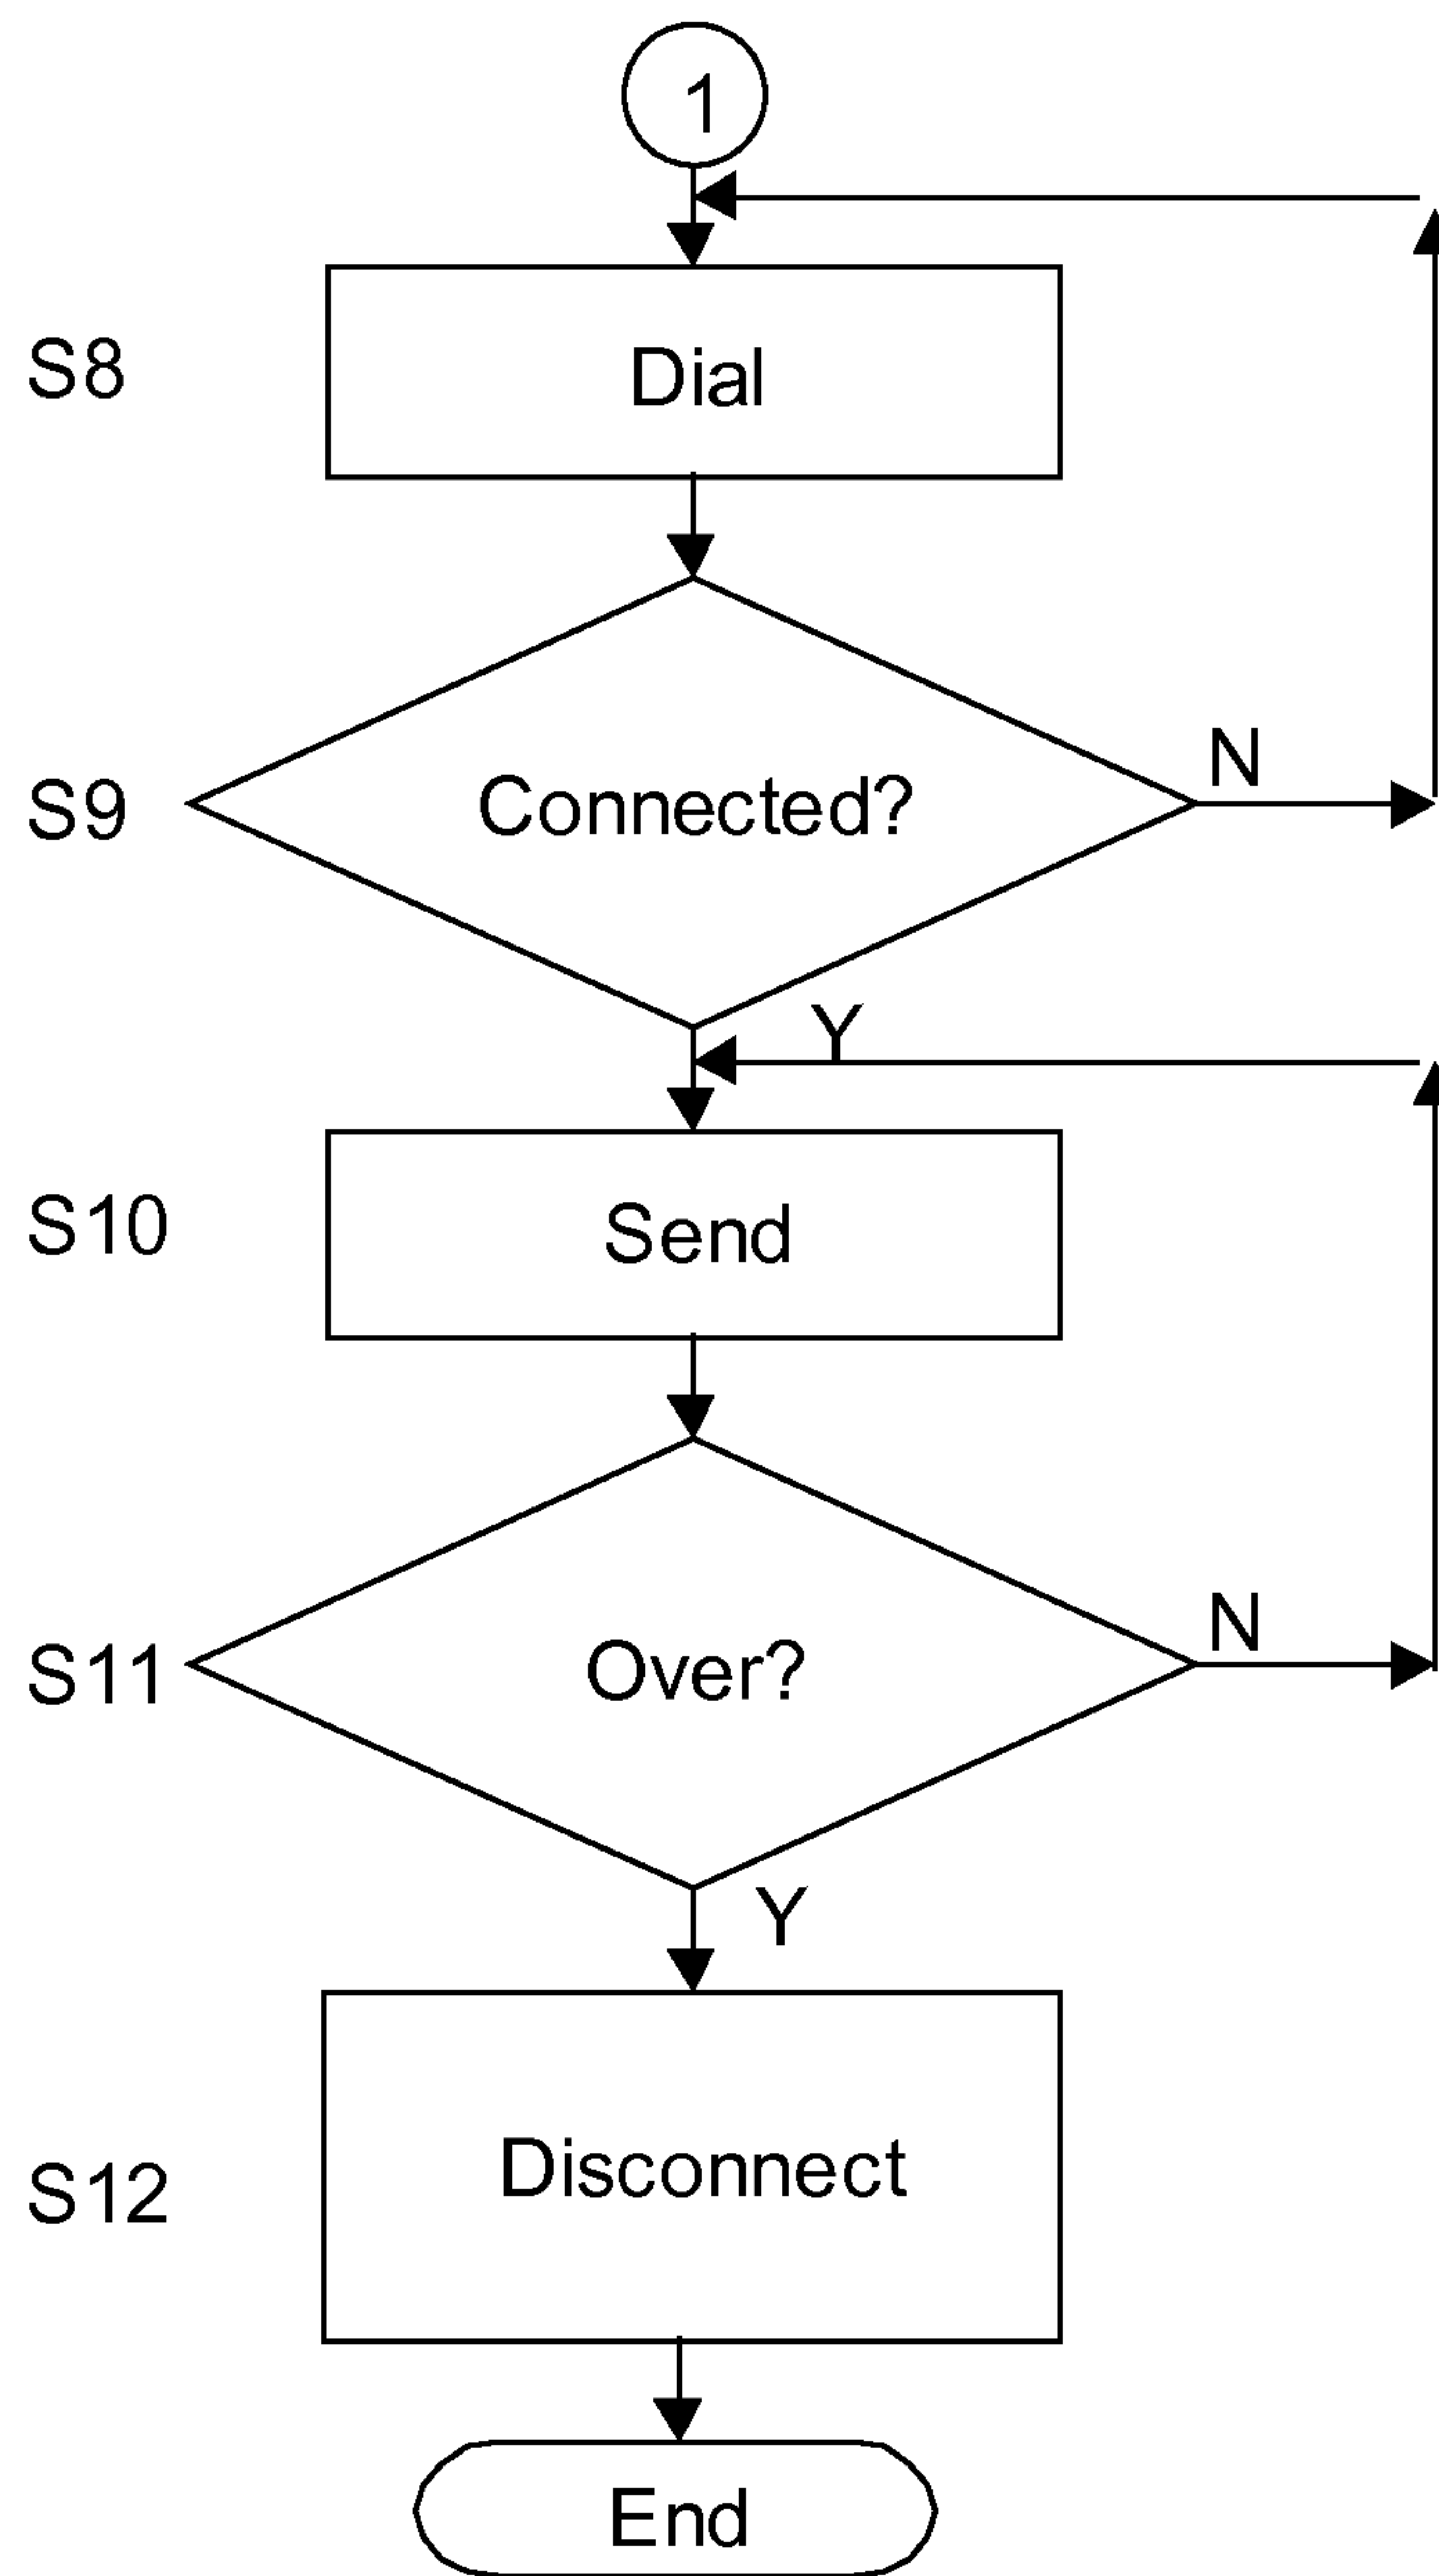 1
S8
Dial
S9
Connected?
N
Y
S10
Send
S11
Over?
N
Y
S12
Disconnect
End